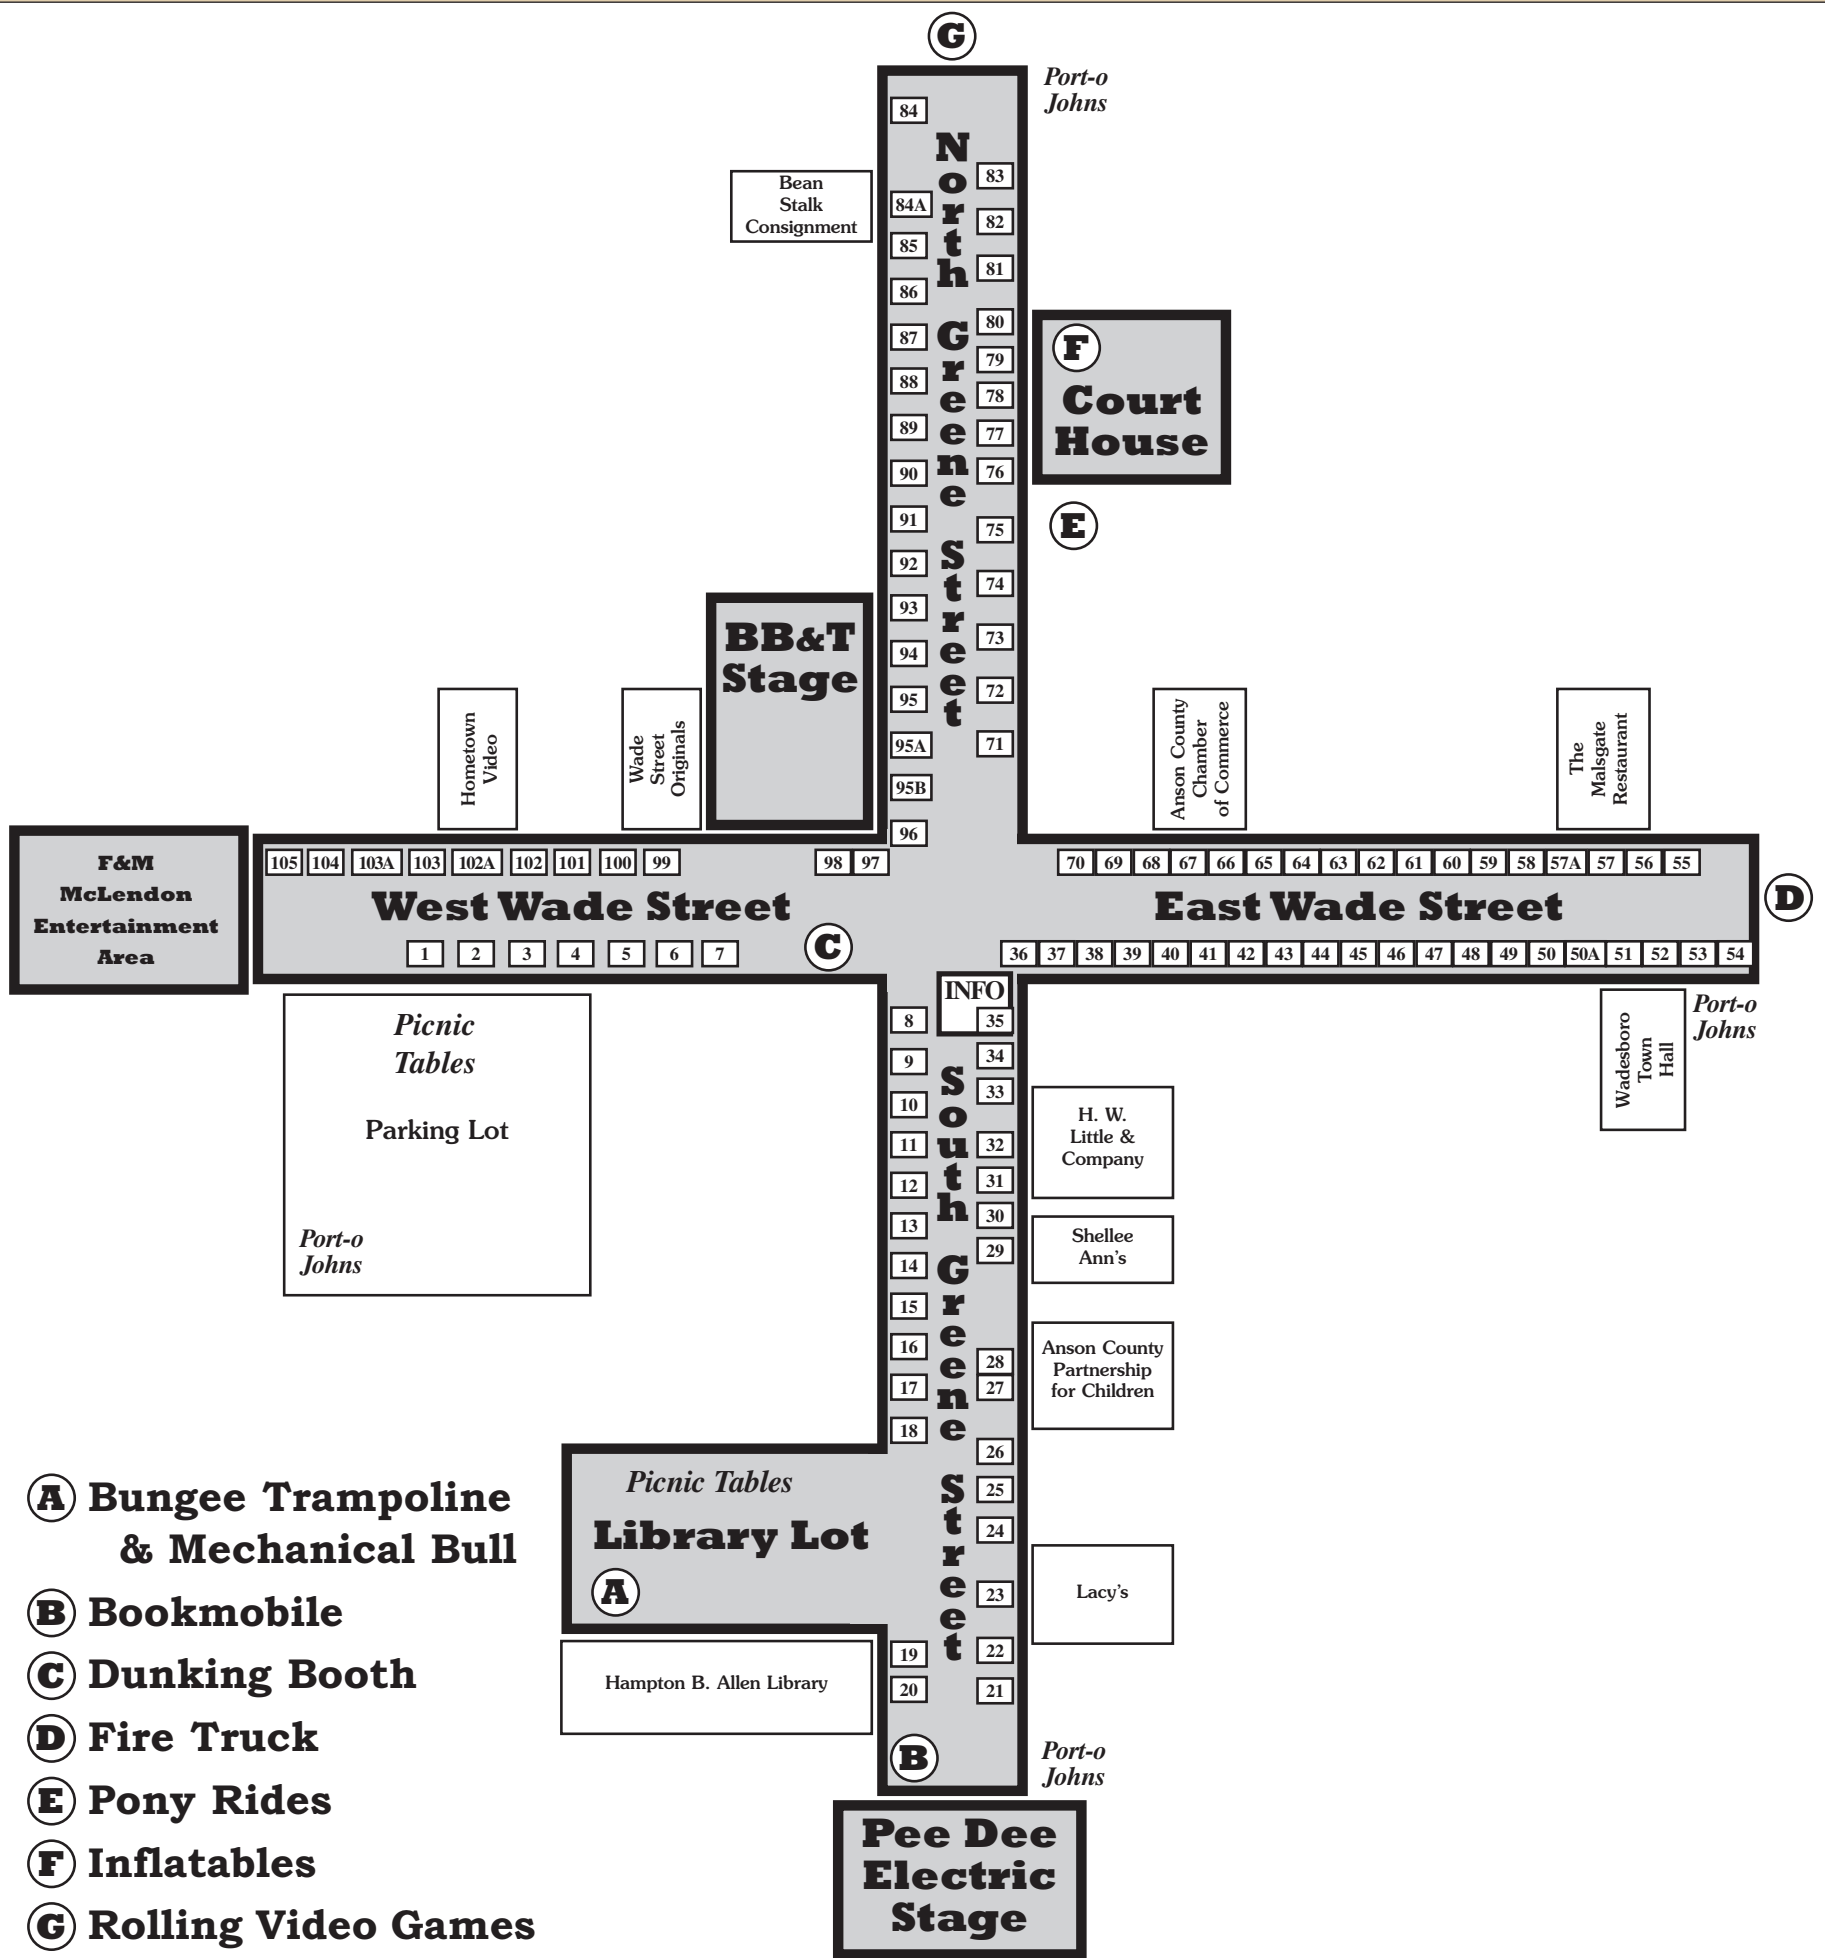 G
Port-o
Johns
84
North Greene Street
83
Bean
Stalk
Consignment
84A
82
85
81
86
80
87
F
79
88
78
Court
House
89
77
90
76
91
75
E
92
74
93
BB&T
Stage
73
94
72
95
95A
71
95B
96
Hometown
Video
Wade
Street
Originals
Anson County
Chamber
of Commerce
The
Malsgate
Restaurant
F&M
McLendon
Entertainment
Area
105 104 103A 103 102A 102 101 100 99 98 97
70 69 68 67 66 65 64 63 62 61 60 59 58 57A 57 56 55
West Wade Street
East Wade Street
D
1 2 3 4 5 6 7
C
36 37 38 39 40 41 42 43 44 45 46 47 48 49 50 50A 51 52 53 54
INFO
Picnic
Tables
Parking Lot
Port-o
Johns
Wadesboro
Town
Hall
Port-o
Johns
8
35
9
34
South Greene Street
10
33
11
32
12
31
13
30
14
29
15
16
28
17
27
18
26
25
24
23
19
22
20
21
H. W.
Little &
Company
Shellee
Ann's
Anson County
Partnership
for Children
Lacy's
Picnic Tables
Library Lot
A
Hampton B. Allen Library
B
Port-o
Johns
Pee Dee
Electric
Stage
A Bungee Trampoline
& Mechanical Bull
B Bookmobile
C Dunking Booth
D Fire Truck
E Pony Rides
F Inflatables
G Rolling Video Games